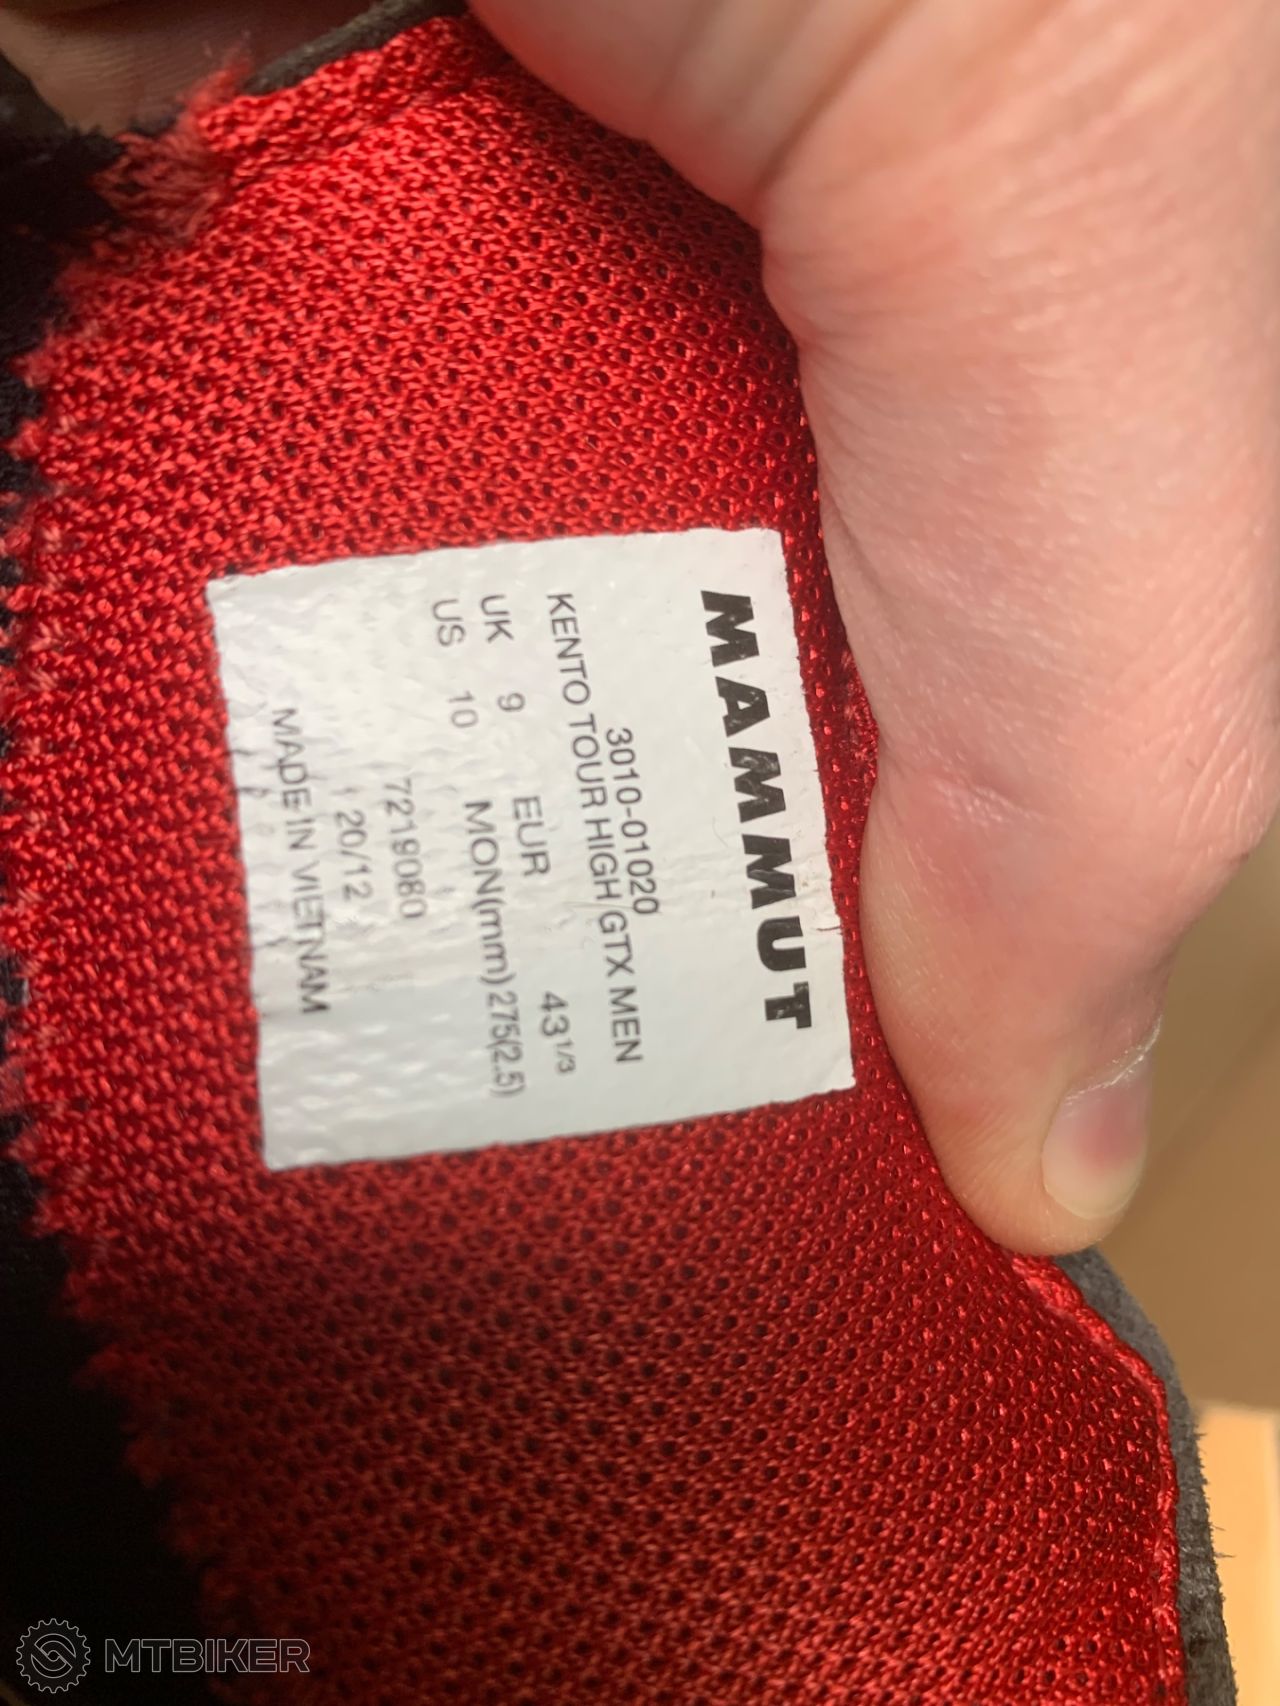 MAMMUT
3010-01020
KENTO TOUR HIGH GTX MEN
UK 9 EUR 43 1/3
US 10 MON(mm) 275(2.5)
7219080
20/12
MADE IN VIETNAM
MTBIKER